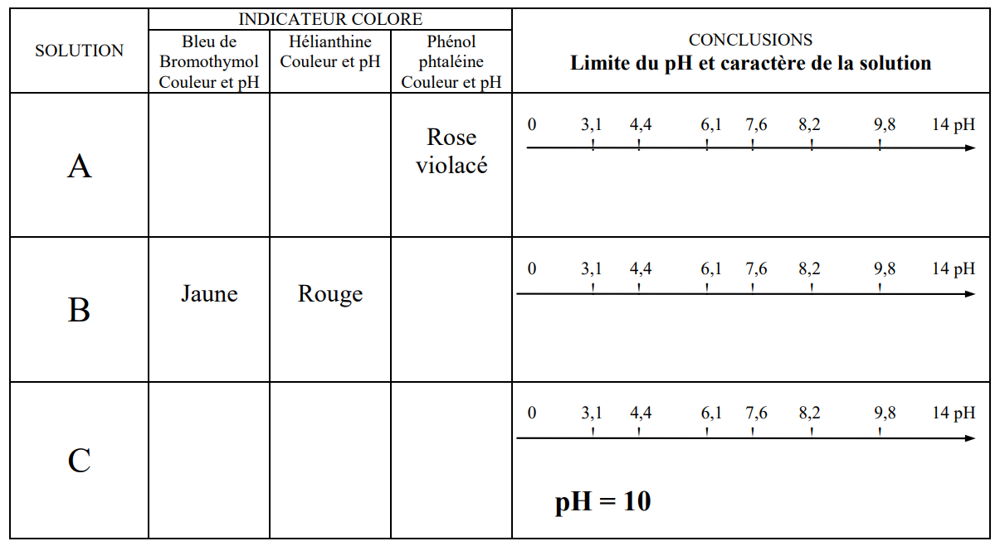 SOLUTION
INDICATEUR COLORE
Bleu de
Bromothymol
Couleur et pH
Hélianthine
Couleur et pH
Phénol
phtaléine
Couleur et pH
CONCLUSIONS
Limite du pH et caractère de la solution
A
Rose
violacé
0 3,1 4,4 6,1 7,6 8,2 9,8 14 pH
B
Jaune
Rouge
0 3,1 4,4 6,1 7,6 8,2 9,8 14 pH
C
0 3,1 4,4 6,1 7,6 8,2 9,8 14 pH
pH = 10